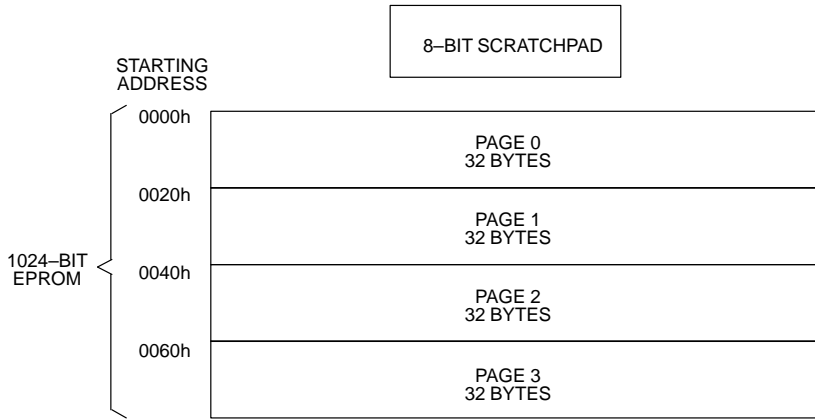 8–BIT SCRATCHPAD
STARTING
ADDRESS
0000h
PAGE 0
32 BYTES
0020h
PAGE 1
32 BYTES
1024–BIT
EPROM
0040h
PAGE 2
32 BYTES
0060h
PAGE 3
32 BYTES